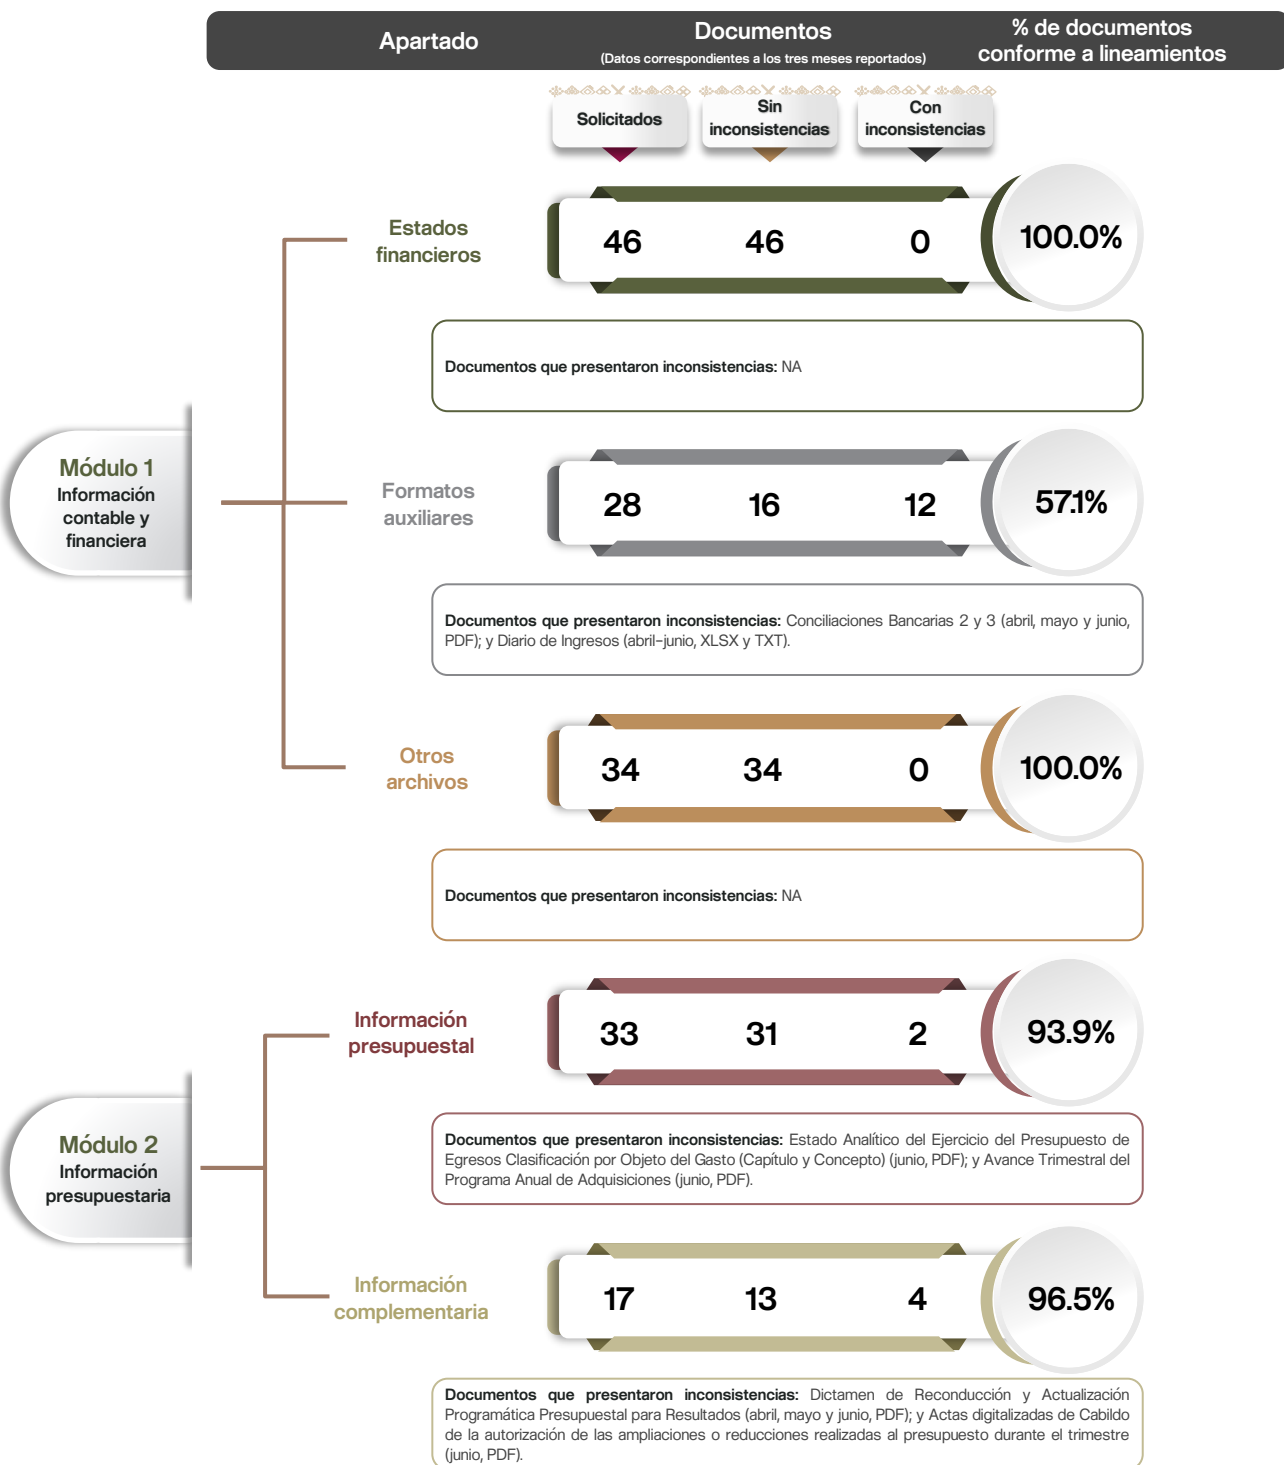 Apartado
Documentos
(Datos correspondientes a los tres meses reportados)
% de documentos
conforme a lineamientos
Solicitados
Sin
inconsistencias
Con
inconsistencias
Módulo 1
Información
contable y
financiera
Estados
financieros
46 46 0 100.0%
Documentos que presentaron inconsistencias: NA
Formatos
auxiliares
28 16 12 57.1%
Documentos que presentaron inconsistencias: Conciliaciones Bancarias 2 y 3 (abril, mayo y junio,
PDF); y Diario de Ingresos (abril-junio, XLSX y TXT).
Otros
archivos
34 34 0 100.0%
Documentos que presentaron inconsistencias: NA
Módulo 2
Información
presupuestaria
Información
presupuestal
33 31 2 93.9%
Documentos que presentaron inconsistencias: Estado Analítico del Ejercicio del Presupuesto de
Egresos Clasificación por Objeto del Gasto (Capítulo y Concepto) (junio, PDF); y Avance Trimestral del
Programa Anual de Adquisiciones (junio, PDF).
Información
complementaria
17 13 4 96.5%
Documentos que presentaron inconsistencias: Dictamen de Reconducción y Actualización
Programática Presupuestal para Resultados (abril, mayo y junio, PDF); y Actas digitalizadas de Cabildo
de la autorización de las ampliaciones o reducciones realizadas al presupuesto durante el trimestre
(junio, PDF).